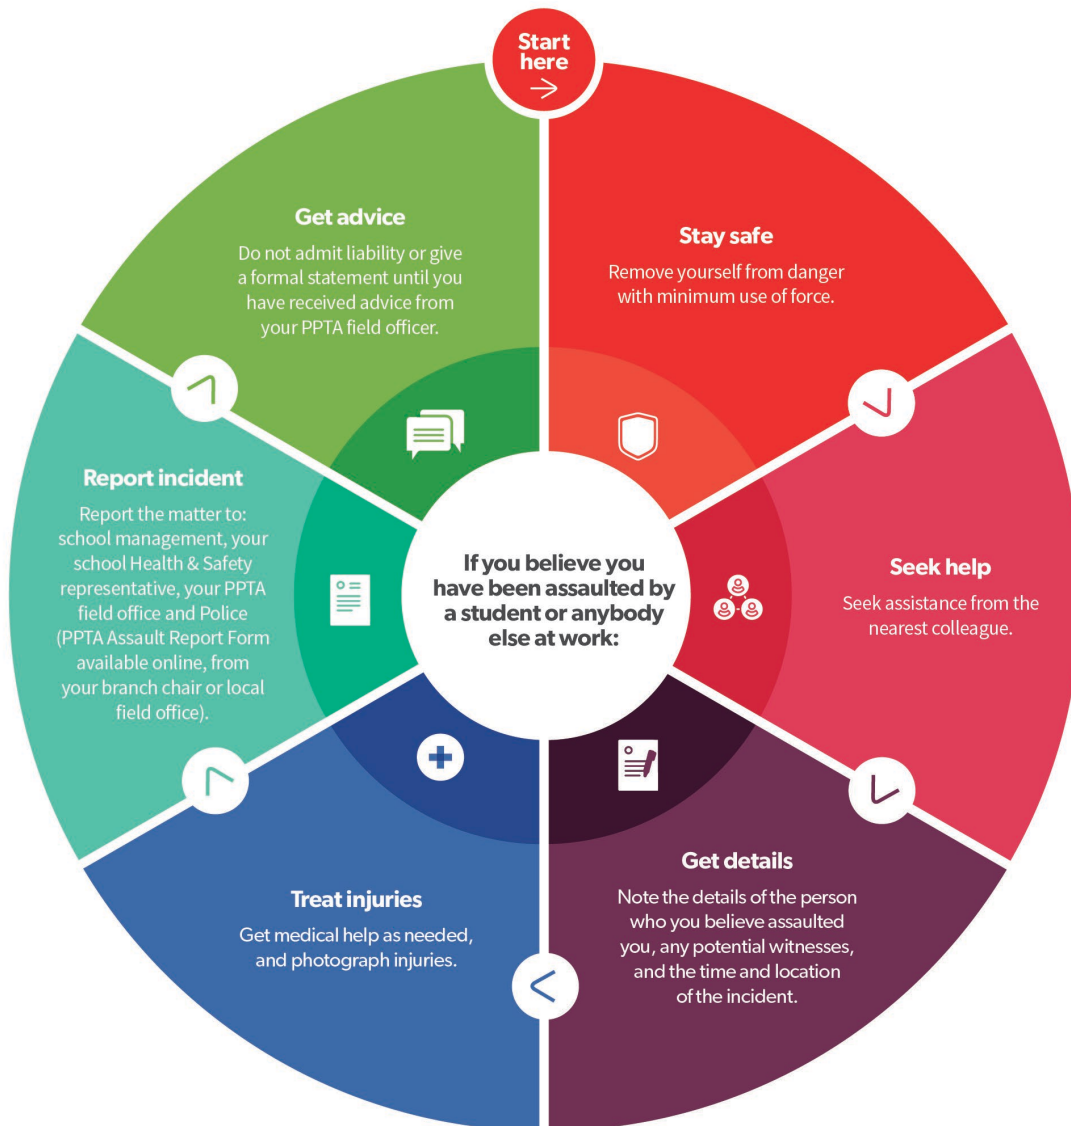 Start
here
Stay safe
Remove yourself from danger
with minimum use of force.
Seek help
Seek assistance from the
nearest colleague.
Get details
Note the details of the person
who you believe assaulted
you, any potential witnesses,
and the time and location
of the incident.
Treat injuries
Get medical help as needed,
and photograph injuries.
Report incident
Report the matter to:
school management, your
school Health & Safety
representative, your PPTA
field office and Police
(PPTA Assault Report Form
available online, from
your branch chair or local
field office).
Get advice
Do not admit liability or give
a formal statement until you
have received advice from
your PPTA field officer.
If you believe you
have been assaulted by
a student or anybody
else at work: